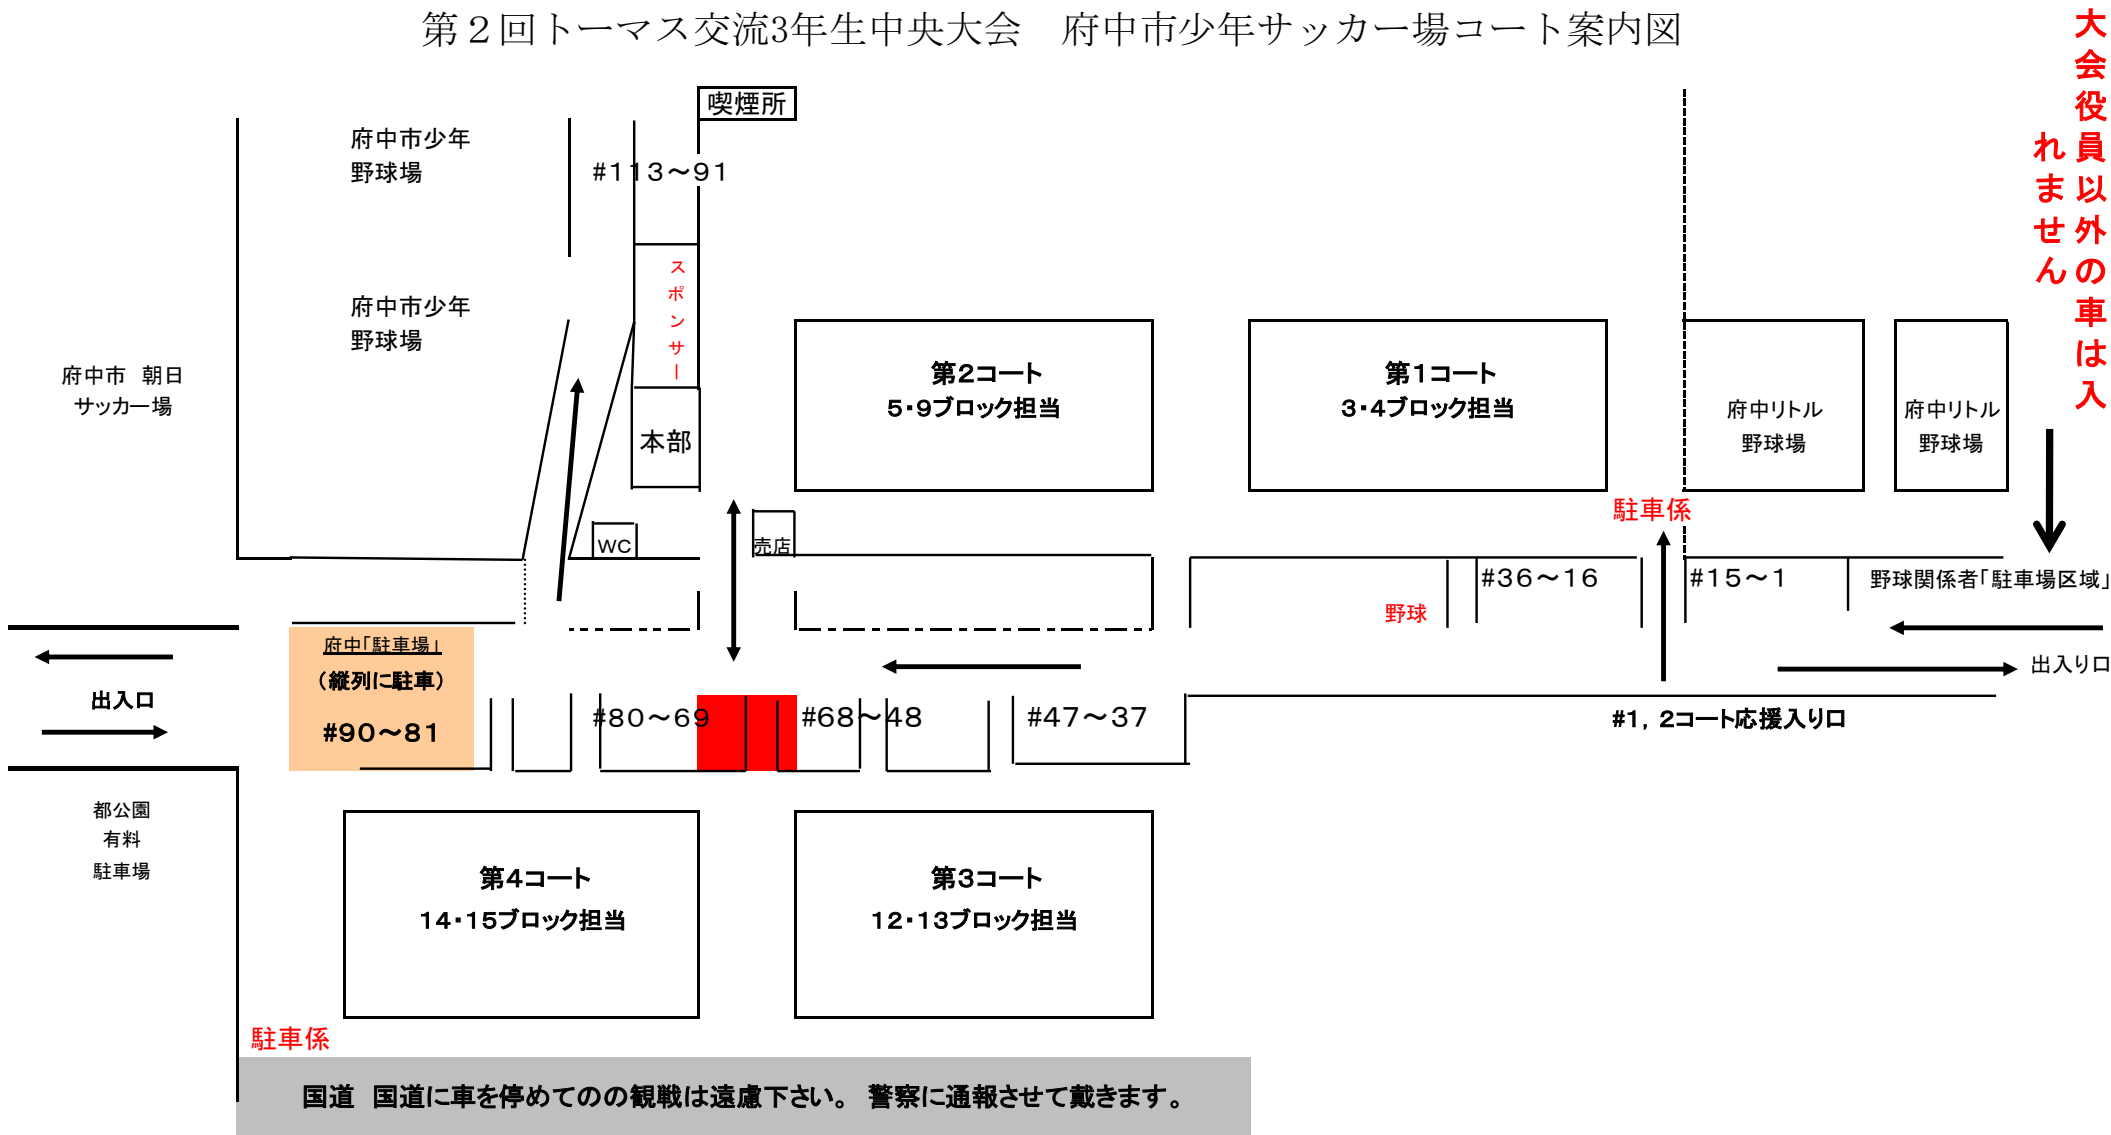 第２回トーマス交流3年生中央大会　府中市少年サッカー場コート案内図
大会役員以外の車は入
れません
喫煙所
府中市少年
野球場
#113～91
スポンサー
府中市少年
野球場
府中市　朝日
サッカー場
第2コート
5・9ブロック担当
第1コート
3・4ブロック担当
府中リトル
野球場
府中リトル
野球場
本部
駐車係
WC
売店
#36～16
#15～1
野球関係者「駐車場区域」
野球
府中「駐車場」
（縦列に駐車）
#90～81
出入口
出入り口
#80～69
#68～48
#47～37
#1，2コート応援入り口
都公園
有料
駐車場
第4コート
14・15ブロック担当
第3コート
12・13ブロック担当
駐車係
国道　国道に車を停めてのの観戦は遠慮下さい。 警察に通報させて戴きます。